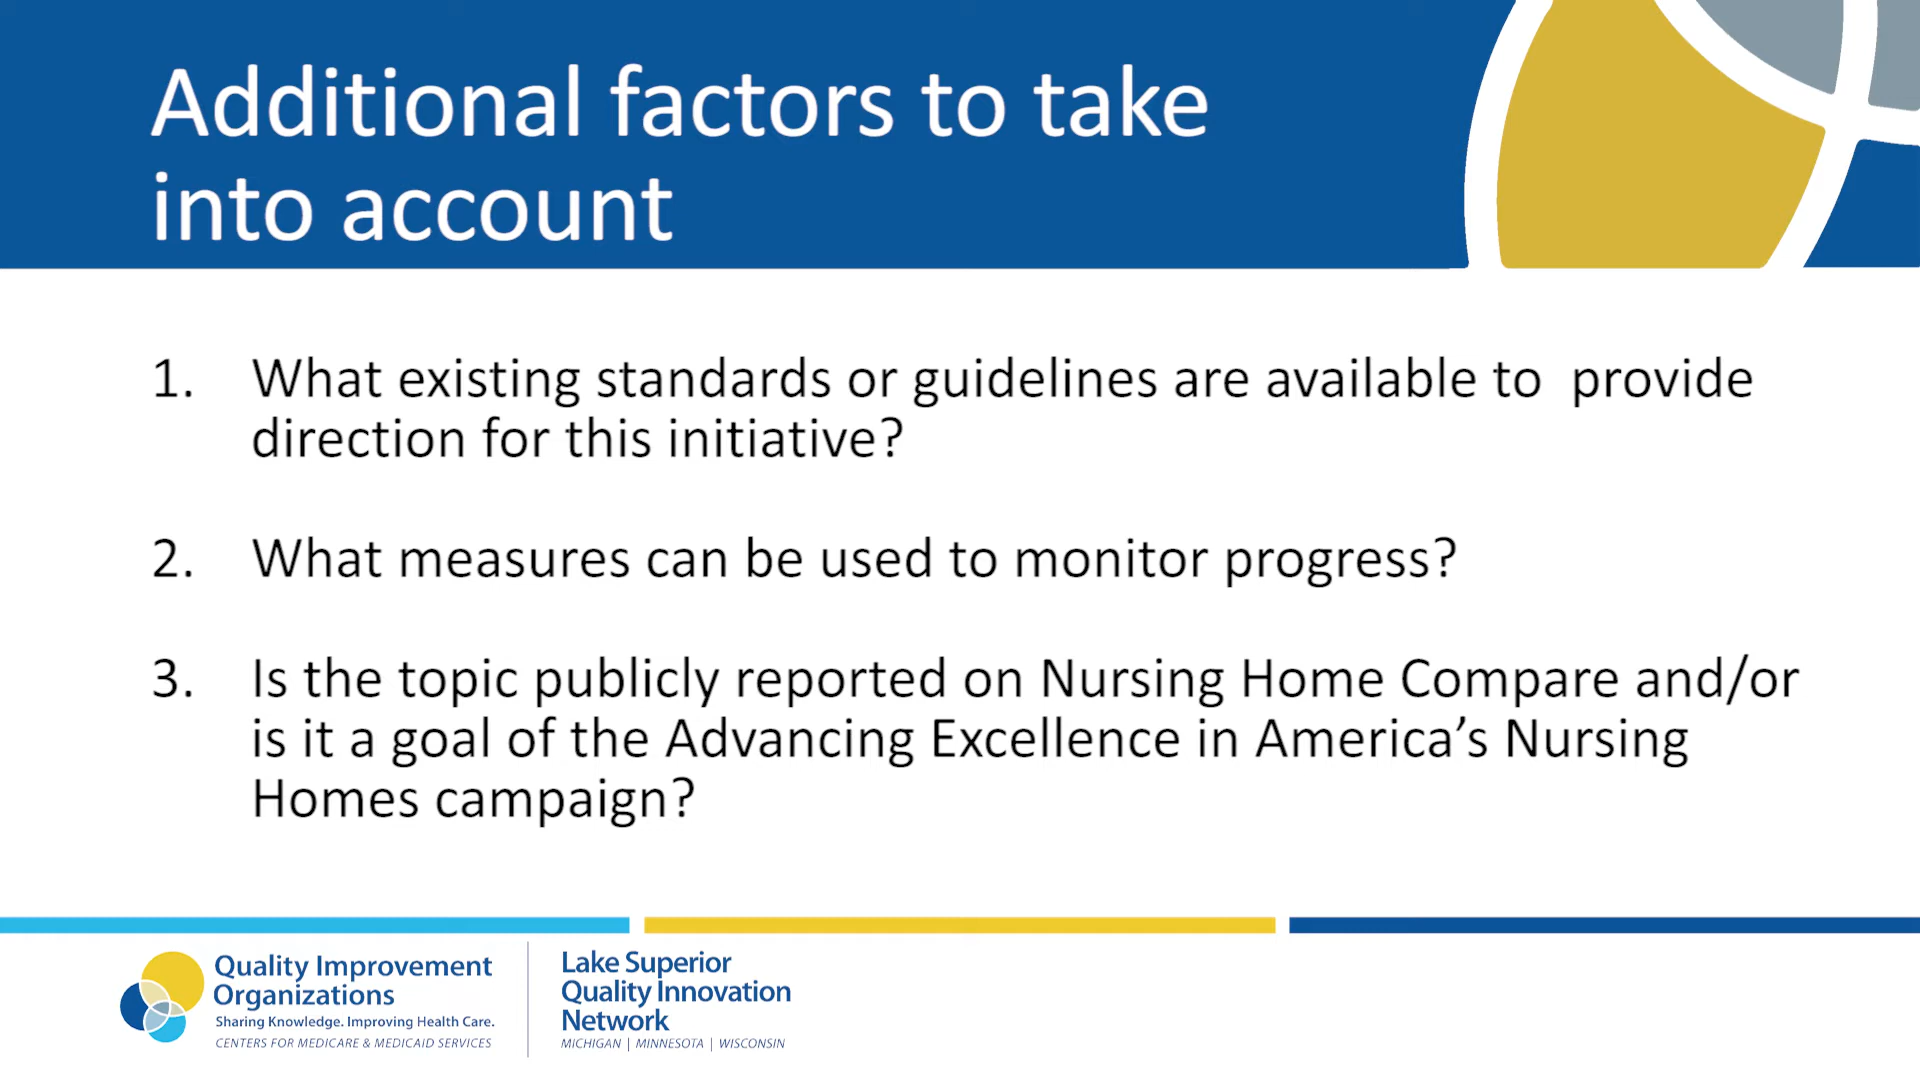 Additional factors to take
into account
1. What existing standards or guidelines are available to  provide
direction for this initiative?
2. What measures can be used to monitor progress?
3. Is the topic publicly reported on Nursing Home Compare and/or
is it a goal of the Advancing Excellence in America’s Nursing
Homes campaign?
Quality Improvement
Organizations
Sharing Knowledge. Improving Health Care.
CENTERS FOR MEDICARE & MEDICAID SERVICES
Lake Superior
Quality Innovation
Network
MICHIGAN | MINNESOTA | WISCONSIN